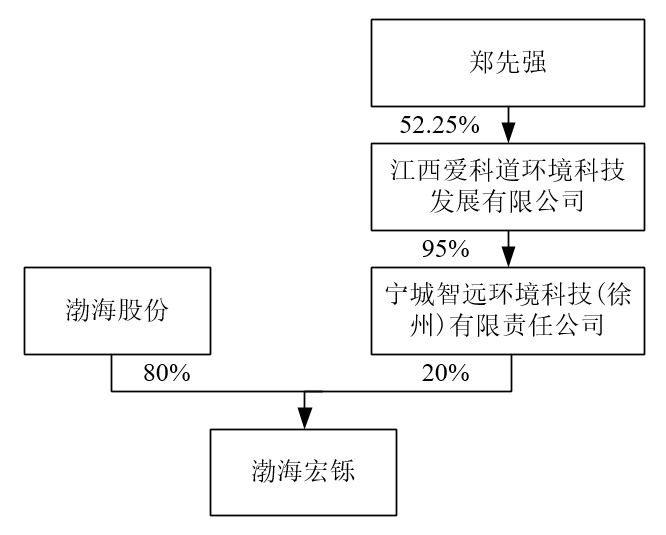 郑先强
52.25%
江西爱科道环境科技
发展有限公司
95%
渤海股份
宁城智远环境科技(徐
州)有限责任公司
80%
20%
渤海宏铄